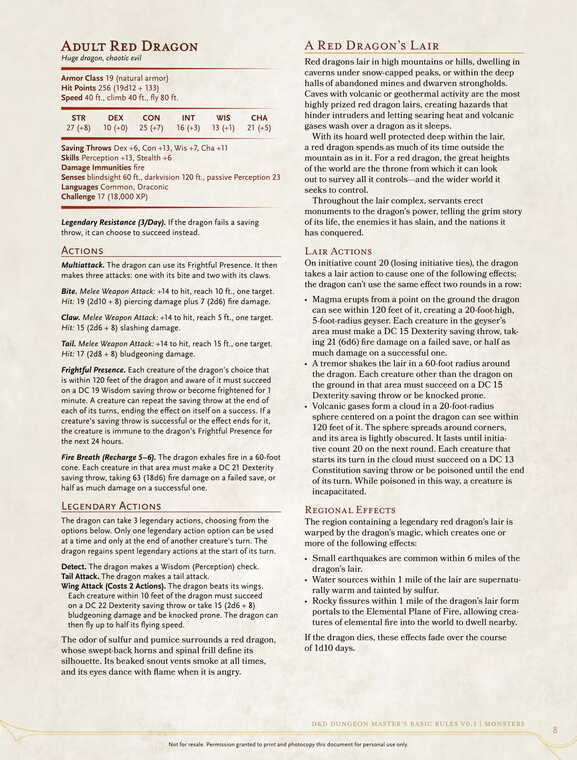 Adult Red Dragon
Huge dragon, chaotic evil
Armor Class 19 (natural armor)
Hit Points 256 (19d12 + 133)
Speed 40 ft., climb 40 ft., fly 80 ft.
STR DEX CON INT WIS CHA
27 (+8) 10 (+0) 25 (+7) 16 (+3) 13 (+1) 21 (+5)
Saving Throws Dex +6, Con +13, Wis +7, Cha +11
Skills Perception +13, Stealth +6
Damage Immunities fire
Senses blindsight 60 ft., darkvision 120 ft., passive Perception 23
Languages Common, Draconic
Challenge 17 (18,000 XP)
Legendary Resistance (3/Day). If the dragon fails a saving
throw, it can choose to succeed instead.
Actions
Multiattack. The dragon can use its Frightful Presence. It then
makes three attacks: one with its bite and two with its claws.
Bite. Melee Weapon Attack: +14 to hit, reach 10 ft., one target.
Hit: 19 (2d10 + 8) piercing damage plus 7 (2d6) fire damage.
Claw. Melee Weapon Attack: +14 to hit, reach 5 ft., one target.
Hit: 15 (2d6 + 8) slashing damage.
Tail. Melee Weapon Attack: +14 to hit, reach 15 ft., one target.
Hit: 17 (2d8 + 8) bludgeoning damage.
Frightful Presence. Each creature of the dragon's choice that
is within 120 feet of the dragon and aware of it must succeed
on a DC 19 Wisdom saving throw or become frightened for 1
minute. A creature can repeat the saving throw at the end of
each of its turns, ending the effect on itself on a success. If a
creature's saving throw is successful or the effect ends for it,
the creature is immune to the dragon's Frightful Presence for
the next 24 hours.
Fire Breath (Recharge 5–6). The dragon exhales fire in a 60-foot
cone. Each creature in that area must make a DC 21 Dexterity
saving throw, taking 63 (18d6) fire damage on a failed save, or
half as much damage on a successful one.
Legendary Actions
The dragon can take 3 legendary actions, choosing from the
options below. Only one legendary action option can be used
at a time and only at the end of another creature's turn. The
dragon regains spent legendary actions at the start of its turn.
Detect. The dragon makes a Wisdom (Perception) check.
Tail Attack. The dragon makes a tail attack.
Wing Attack (Costs 2 Actions). The dragon beats its wings.
Each creature within 10 feet of the dragon must succeed
on a DC 22 Dexterity saving throw or take 15 (2d6 + 8)
bludgeoning damage and be knocked prone. The dragon can
then fly up to half its flying speed.
The odor of sulfur and pumice surrounds a red dragon,
whose swept-back horns and spinal frill define its
silhouette. Its beaked snout vents smoke at all times,
and its eyes dance with flame when it is angry.
A Red Dragon's Lair
Red dragons lair in high mountains or hills, dwelling in
caverns under snow-capped peaks, or within the deep
halls of abandoned mines and dwarven strongholds.
Caves with volcanic or geothermal activity are the most
highly prized red dragon lairs, creating hazards that
hinder intruders and letting searing heat and volcanic
gases wash over a dragon as it sleeps.
With its hoard well protected deep within the lair,
a red dragon spends as much of its time outside the
mountain as in it. For a red dragon, the great heights
of the world are the throne from which it can look
out to survey all it controls—and the wider world it
seeks to control.
Throughout the lair complex, servants erect
monuments to the dragon's power, telling the grim story
of its life, the enemies it has slain, and the nations it
has conquered.
Lair Actions
On initiative count 20 (losing initiative ties), the dragon
takes a lair action to cause one of the following effects;
the dragon can't use the same effect two rounds in a row:
• Magma erupts from a point on the ground the dragon
can see within 120 feet of it, creating a 20-foot-high,
5-foot-radius geyser. Each creature in the geyser's
area must make a DC 15 Dexterity saving throw, tak-
ing 21 (6d6) fire damage on a failed save, or half as
much damage on a successful one.
• A tremor shakes the lair in a 60-foot radius around
the dragon. Each creature other than the dragon on
the ground in that area must succeed on a DC 15
Dexterity saving throw or be knocked prone.
• Volcanic gases form a cloud in a 20-foot-radius
sphere centered on a point the dragon can see within
120 feet of it. The sphere spreads around corners,
and its area is lightly obscured. It lasts until initia-
tive count 20 on the next round. Each creature that
starts its turn in the cloud must succeed on a DC 13
Constitution saving throw or be poisoned until the end
of its turn. While poisoned in this way, a creature is
incapacitated.
Regional Effects
The region containing a legendary red dragon's lair is
warped by the dragon's magic, which creates one or
more of the following effects:
• Small earthquakes are common within 6 miles of the
dragon's lair.
• Water sources within 1 mile of the lair are supernatu-
rally warm and tainted by sulfur.
• Rocky fissures within 1 mile of the dragon's lair form
portals to the Elemental Plane of Fire, allowing crea-
tures of elemental fire into the world to dwell nearby.
If the dragon dies, these effects fade over the course
of 1d10 days.
D&D Dungeon Master's Basic Rules v0.3 | Monsters
8
Not for resale. Permission granted to print and photocopy this document for personal use only.